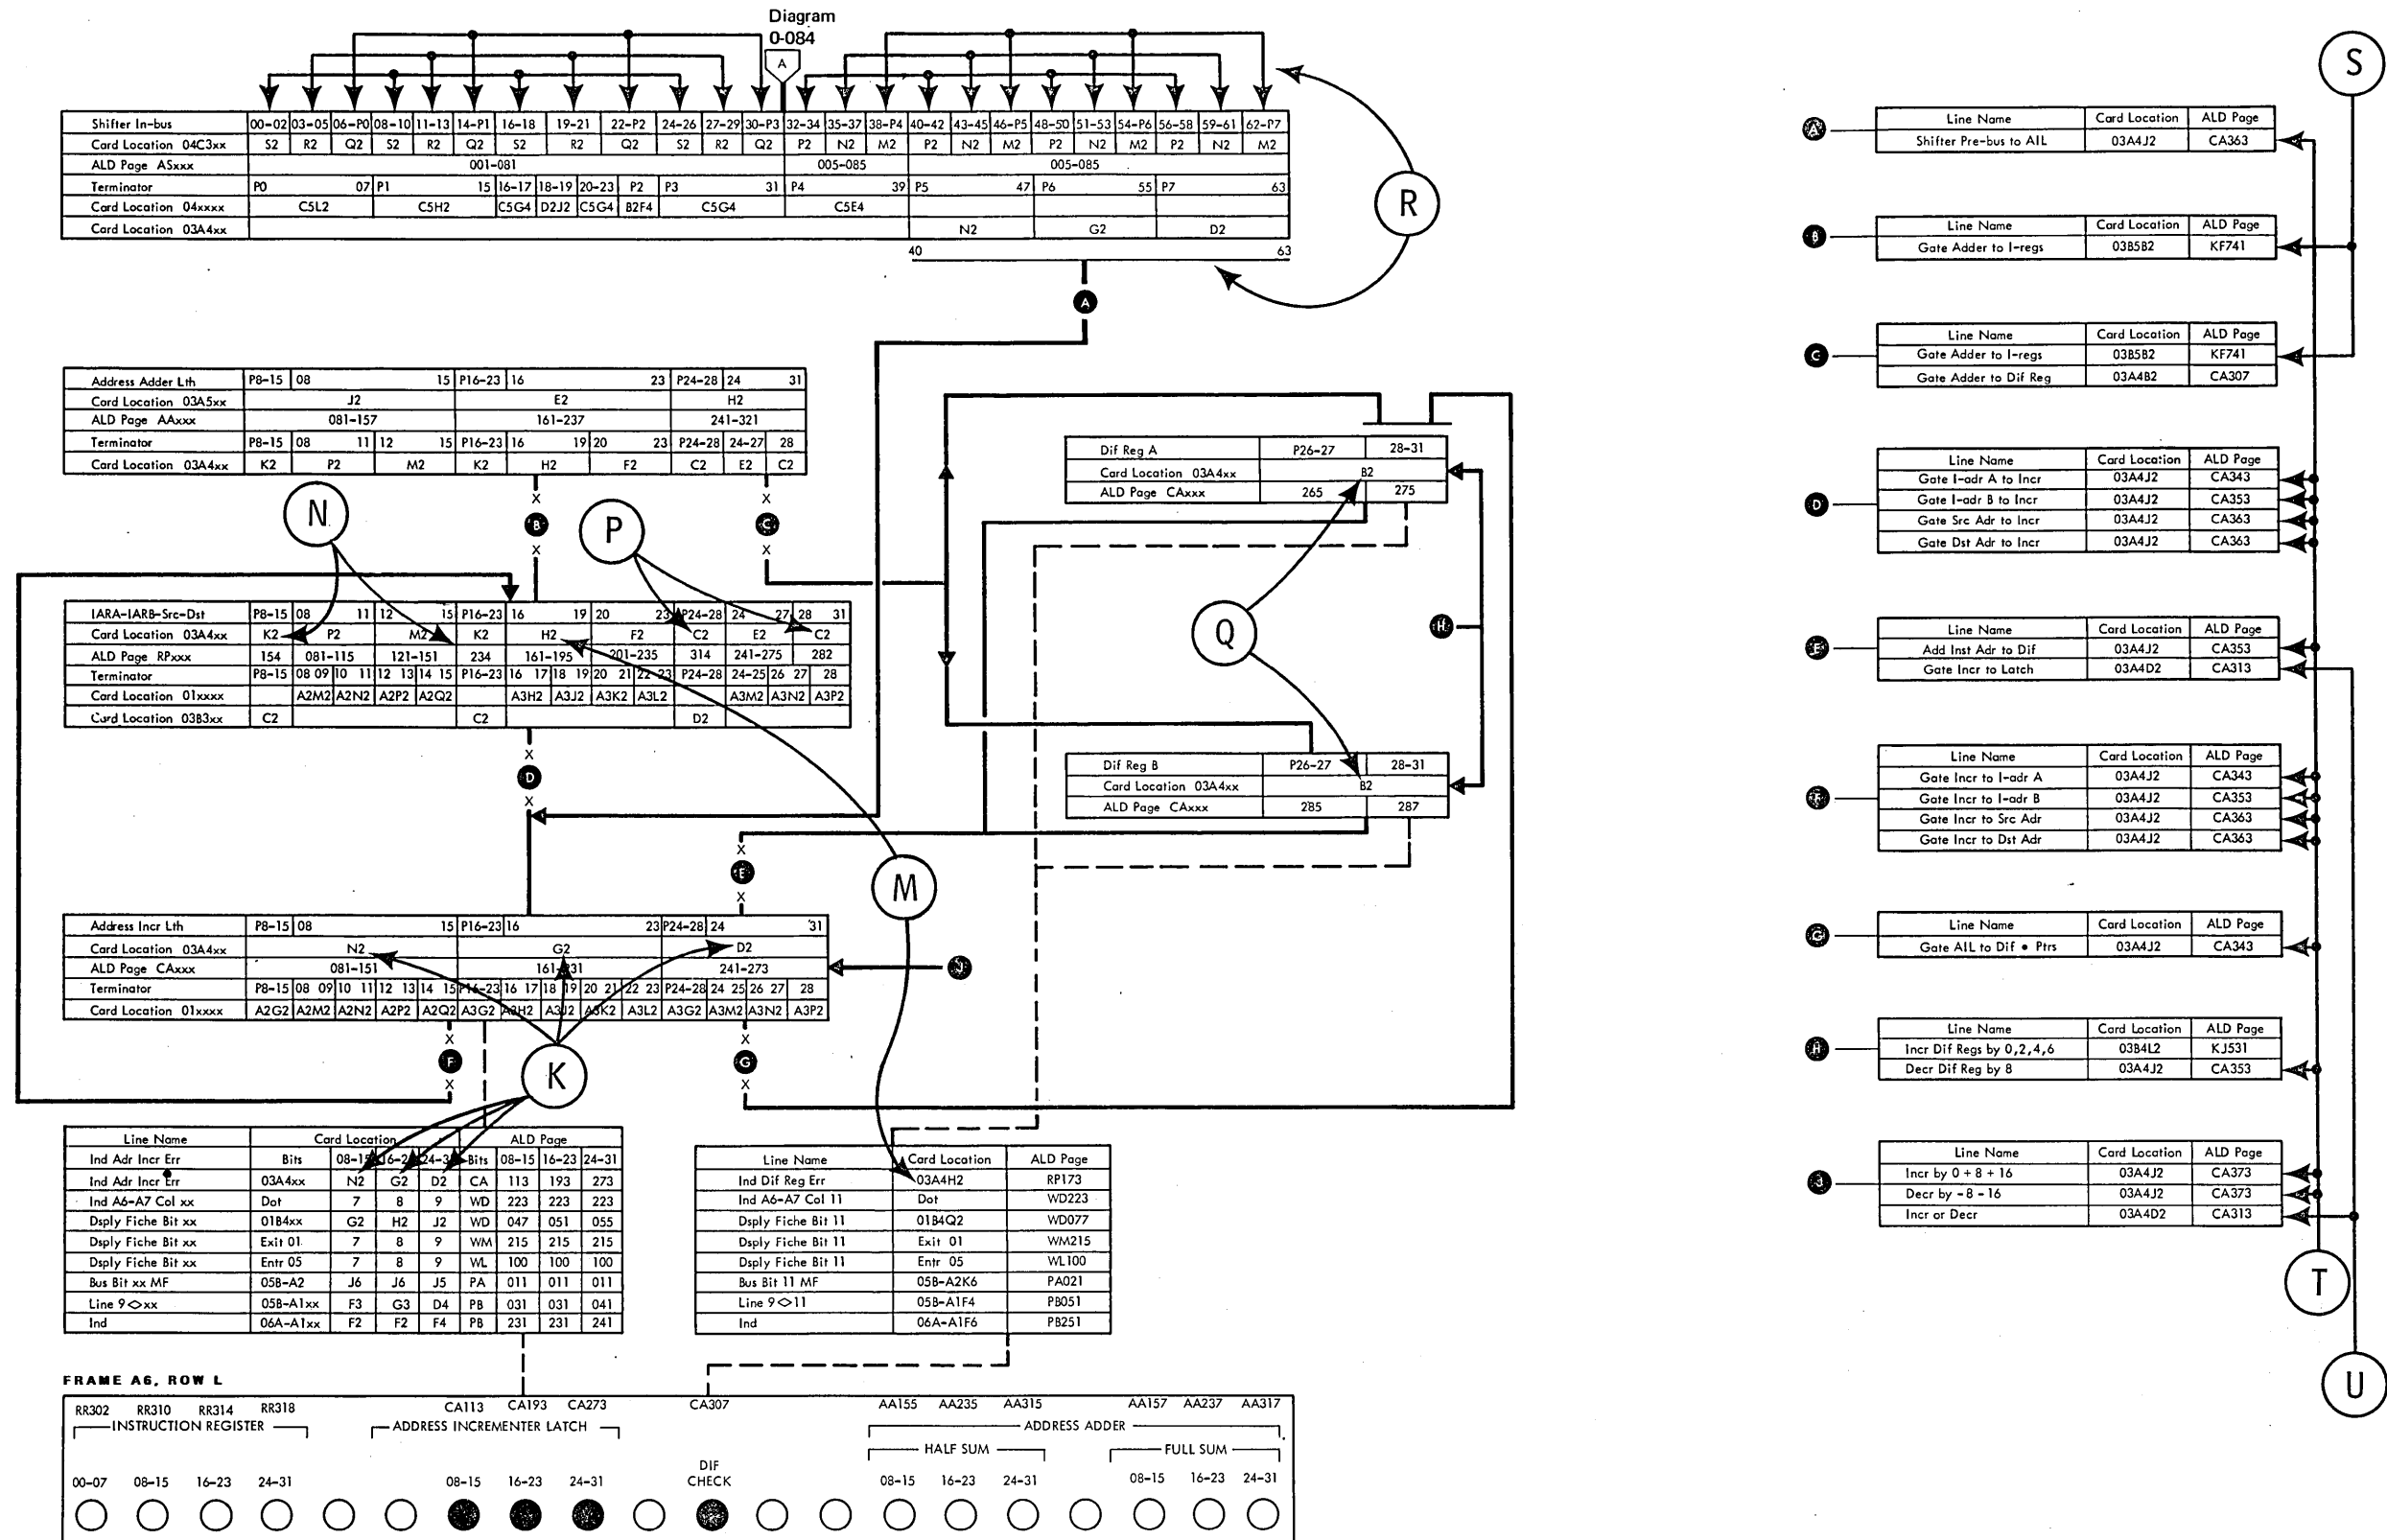 Diagram
0-084
A
Shifter In-bus 00-02 03-05 06-P0 08-10 11-13 14-P1 16-18 19-21 22-P2 24-26 27-29 30-P3 32-34 35-37 38-P4 40-42 43-45 46-P5 48-50 51-53 54-P6 56-58 59-61 62-P7
Card Location 04C3xx S2 R2 Q2 S2 R2 Q2 S2 R2 Q2 S2 R2 Q2 P2 N2 M2 P2 N2 M2 P2 N2 M2 P2 N2 M2
ALD Page ASxxx 001-081 005-085 005-085
Terminator P0 07 P1 15 16-17 18-19 20-23 P2 P3 31 P4 39 P5 47 P6 55 P7 63
Card Location 04xxxx C5L2 C5H2 C5G4 D2J2 C5G4 B2F4 C5G4 C5E4
Card Location 03A4xx N2 G2 D2
40 63
R
A
Address Adder Lth P8-15 08 15 P16-23 16 23 P24-28 24 31
Card Location 03A5xx J2 E2 H2
ALD Page AAxxx 081-157 161-237 241-321
Terminator P8-15 08 11 12 15 P16-23 16 19 20 23 P24-28 24-27 28
Card Location 03A4xx K2 P2 M2 K2 H2 F2 C2 E2 C2
X X
N B P C
X X
Dif Reg A P26-27 28-31
Card Location 03A4xx B2
ALD Page CAxxx 265 275
IARA-IARB-Src-Dst P8-15 08 11 12 15 P16-23 16 19 20 23 P24-28 24 27 28 31
Card Location 03A4xx K2 P2 M2 K2 H2 F2 C2 E2 C2
ALD Page RPxxx 154 081-115 121-151 234 161-195 201-235 314 241-275 282
Terminator P8-15 08 09 10 11 12 13 14 15 P16-23 16 17 18 19 20 21 22 23 P24-28 24-25 26 27 28
Card Location 01xxxx A2M2 A2N2 A2P2 A2Q2 A3H2 A3J2 A3K2 A3L2 A3M2 A3N2 A3P2
Card Location 03B3xx C2 C2 D2
Q
H
X
D
X
Dif Reg B P26-27 28-31
Card Location 03A4xx B2
ALD Page CAxxx 285 287
X
E
X
M
Address Incr Lth P8-15 08 15 P16-23 16 23 P24-28 24 31
Card Location 03A4xx N2 G2 D2
ALD Page CAxxx 081-151 161-231 241-273
Terminator P8-15 08 09 10 11 12 13 14 15 P16-23 16 17 18 19 20 21 22 23 P24-28 24 25 26 27 28
Card Location 01xxxx A2G2 A2M2 A2N2 A2P2 A2Q2 A3G2 A3H2 A3J2 A3K2 A3L2 A3G2 A3M2 A3N2 A3P2
J
X X
F K G
X X
Line Name Card Location ALD Page
Ind Adr Incr Err Bits 08-15 16-23 24-31 Bits 08-15 16-23 24-31
Ind Adr Incr Err 03A4xx N2 G2 D2 CA 113 193 273
Ind A6-A7 Col xx Dot 7 8 9 WD 223 223 223
Dsply Fiche Bit xx 01B4xx G2 H2 J2 WD 047 051 055
Dsply Fiche Bit xx Exit 01 7 8 9 WM 215 215 215
Dsply Fiche Bit xx Entr 05 7 8 9 WL 100 100 100
Bus Bit xx MF 05B-A2 J6 J6 J5 PA 011 011 011
Line 9◇xx 05B-A1xx F3 G3 D4 PB 031 031 041
Ind 06A-A1xx F2 F2 F4 PB 231 231 241
Line Name Card Location ALD Page
Ind Dif Reg Err 03A4H2 RP173
Ind A6-A7 Col 11 Dot WD223
Dsply Fiche Bit 11 01B4Q2 WD077
Dsply Fiche Bit 11 Exit 01 WM215
Dsply Fiche Bit 11 Entr 05 WL100
Bus Bit 11 MF 05B-A2K6 PA021
Line 9◇11 05B-A1F4 PB051
Ind 06A-A1F6 PB251
FRAME A6, ROW L
RR302 RR310 RR314 RR318 CA113 CA193 CA273 CA307 AA155 AA235 AA315 AA157 AA237 AA317
INSTRUCTION REGISTER ADDRESS INCREMENTER LATCH ADDRESS ADDER
HALF SUM FULL SUM
DIF
CHECK
00-07 08-15 16-23 24-31 08-15 16-23 24-31 08-15 16-23 24-31 08-15 16-23 24-31
S
A
Line Name Card Location ALD Page
Shifter Pre-bus to AIL 03A4J2 CA363
B
Line Name Card Location ALD Page
Gate Adder to I-regs 03B5B2 KF741
C
Line Name Card Location ALD Page
Gate Adder to I-regs 03B5B2 KF741
Gate Adder to Dif Reg 03A4B2 CA307
D
Line Name Card Location ALD Page
Gate I-adr A to Incr 03A4J2 CA343
Gate I-adr B to Incr 03A4J2 CA353
Gate Src Adr to Incr 03A4J2 CA363
Gate Dst Adr to Incr 03A4J2 CA363
E
Line Name Card Location ALD Page
Add Inst Adr to Dif 03A4J2 CA353
Gate Incr to Latch 03A4D2 CA313
F
Line Name Card Location ALD Page
Gate Incr to I-adr A 03A4J2 CA343
Gate Incr to I-adr B 03A4J2 CA353
Gate Incr to Src Adr 03A4J2 CA363
Gate Incr to Dst Adr 03A4J2 CA363
G
Line Name Card Location ALD Page
Gate AIL to Dif • Ptrs 03A4J2 CA343
H
Line Name Card Location ALD Page
Incr Dif Regs by 0,2,4,6 03B4L2 KJ531
Decr Dif Reg by 8 03A4J2 CA353
J
Line Name Card Location ALD Page
Incr by 0 + 8 + 16 03A4J2 CA373
Decr by - 8 - 16 03A4J2 CA373
Incr or Decr 03A4D2 CA313
T
U